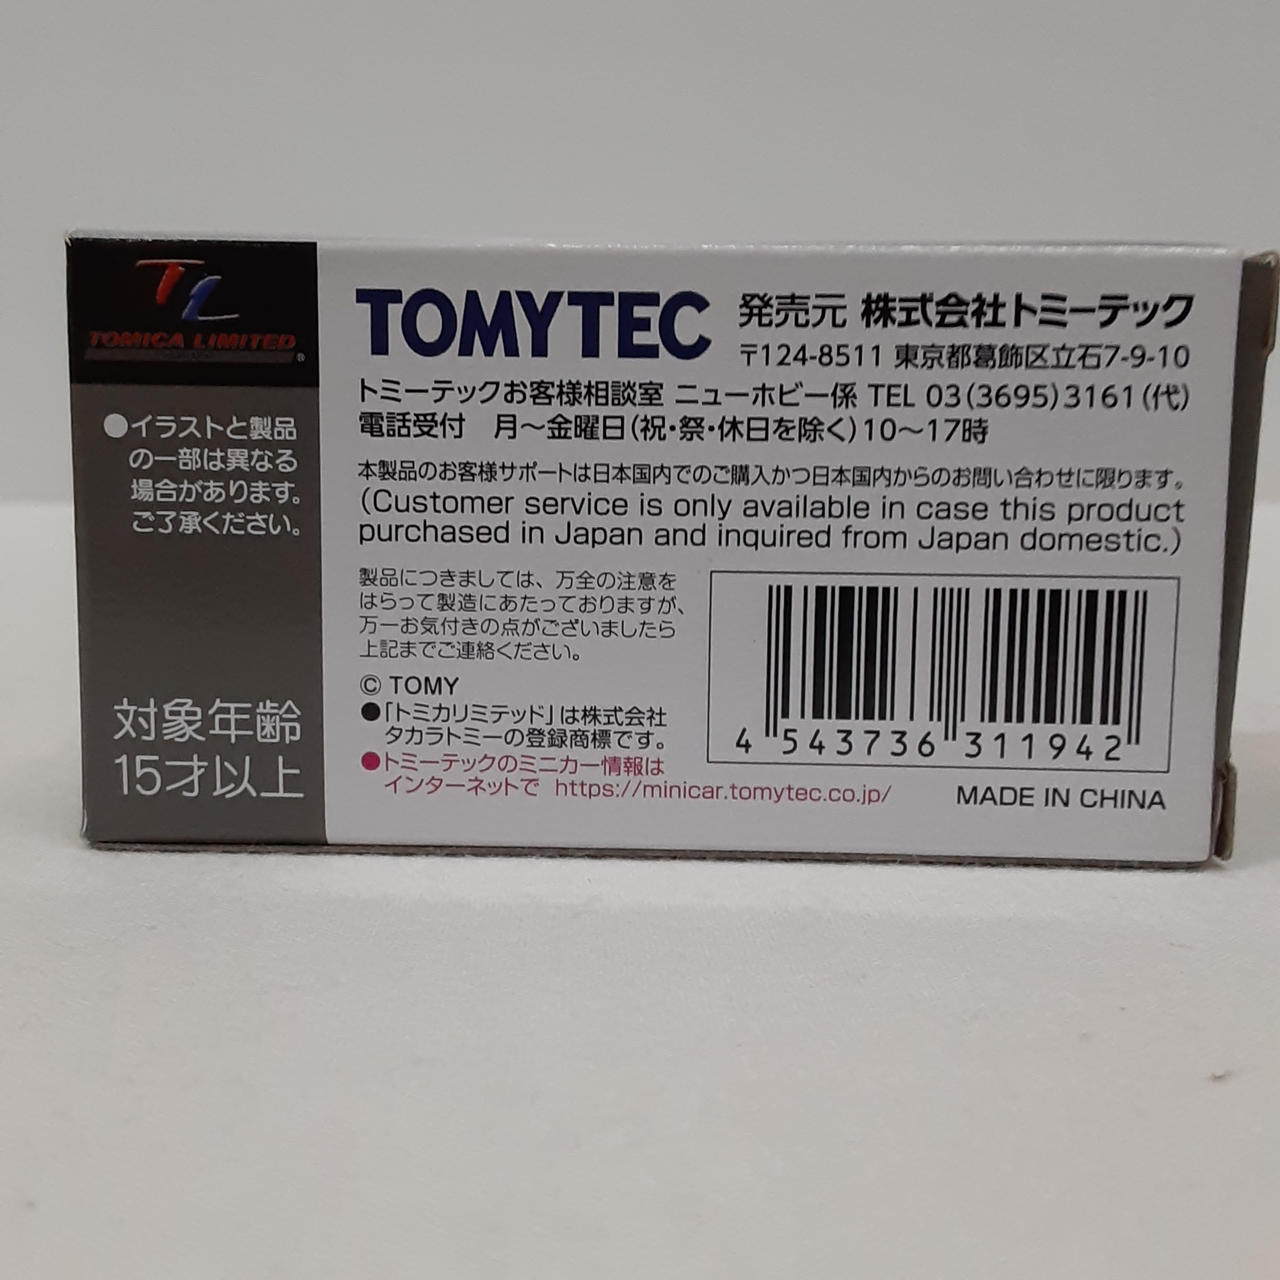 TL
TOMICA LIMITED
®
●イラストと製品
の一部は異なる
場合があります。
ご了承ください。
対象年齢
15才以上
TOMYTEC
発売元 株式会社トミーテック
〒124-8511 東京都葛飾区立石7-9-10
トミーテックお客様相談室 ニューホビー係 TEL 03(3695)3161(代)
電話受付 月～金曜日(祝・祭・休日を除く)10～17時
本製品のお客様サポートは日本国内でのご購入かつ日本国内からのお問い合わせに限ります。
(Customer service is only available in case this product
purchased in Japan and inquired from Japan domestic.)
製品につきましては、万全の注意を
はらって製造にあたっておりますが、
万一お気付きの点がございましたら
上記までご連絡ください。
© TOMY
●「トミカリミテッド」は株式会社
タカラトミーの登録商標です。
●トミーテックのミニカー情報は
インターネットで https://minicar.tomytec.co.jp/
4 543736 311942
MADE IN CHINA